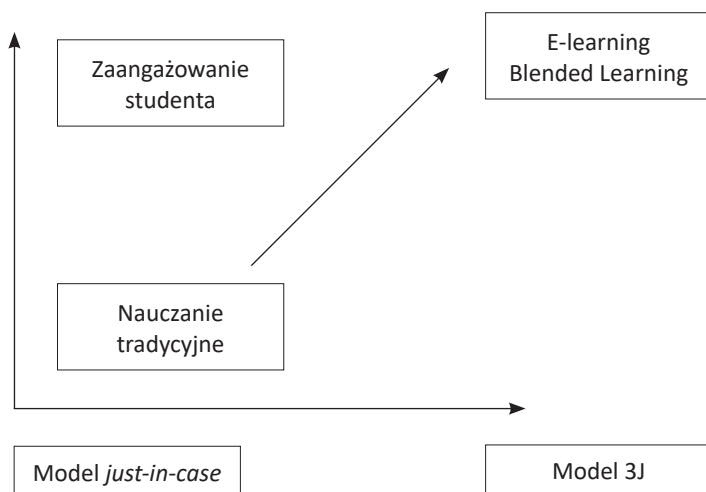 Zaangażowanie
studenta
E-learning
Blended Learning
Nauczanie
tradycyjne
Model just-in-case
Model 3J